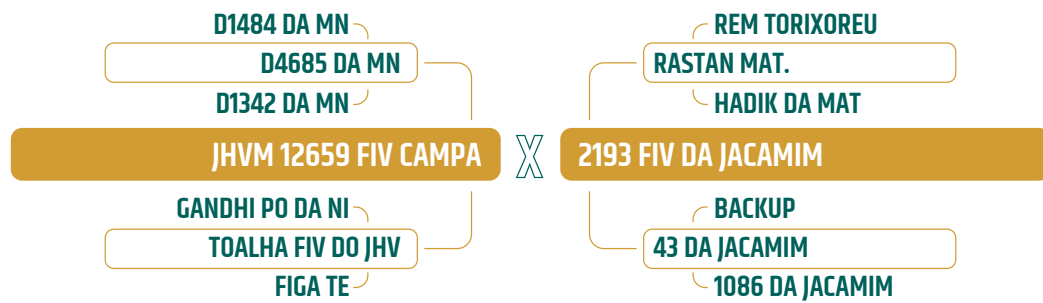 D1484 DA MN
D4685 DA MN
D1342 DA MN
JHVM 12659 FIV CAMPA
GANDHI PO DA NI
TOALHA FIV DO JHV
FIGA TE
X
REM TORIXOREU
RASTAN MAT.
HADIK DA MAT
2193 FIV DA JACAMIM
BACKUP
43 DA JACAMIM
1086 DA JACAMIM